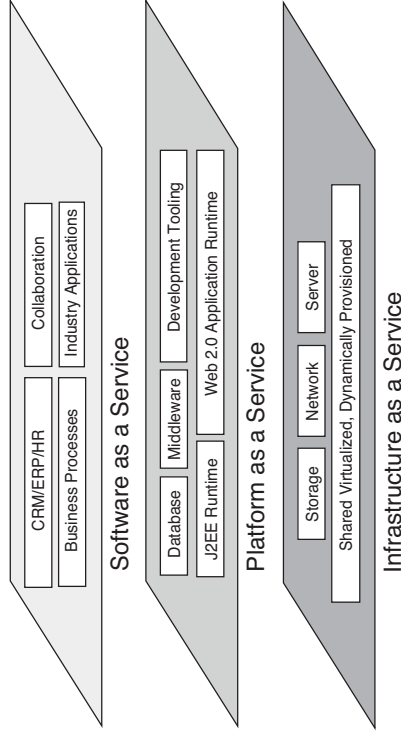 CRM/ERP/HR
Collaboration
Business Processes
Industry Applications
Software as a Service
Database
Middleware
Development Tooling
J2EE Runtime
Web 2.0 Application Runtime
Platform as a Service
Storage
Network
Server
Shared Virtualized, Dynamically Provisioned
Infrastructure as a Service